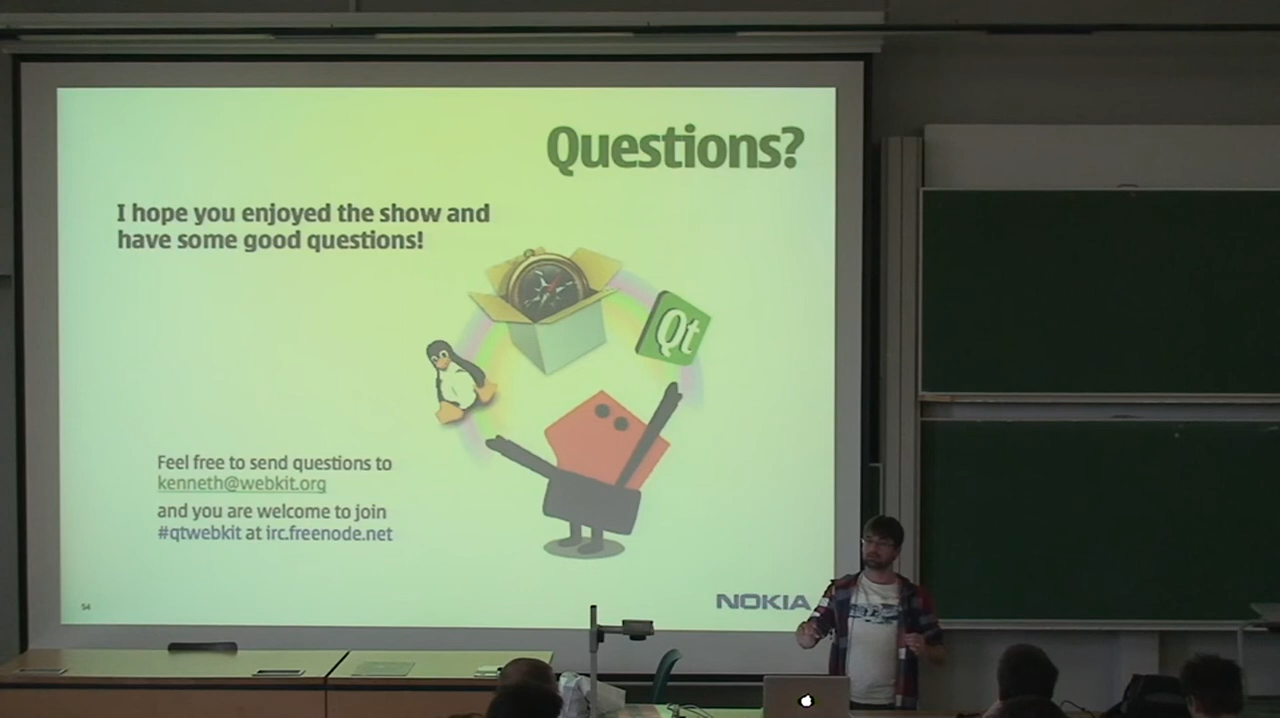 Questions?
I hope you enjoyed the show and
have some good questions!
Qt
Feel free to send questions to
kenneth@webkit.org
and you are welcome to join
#qtwebkit at irc.freenode.net
54
NOKIA